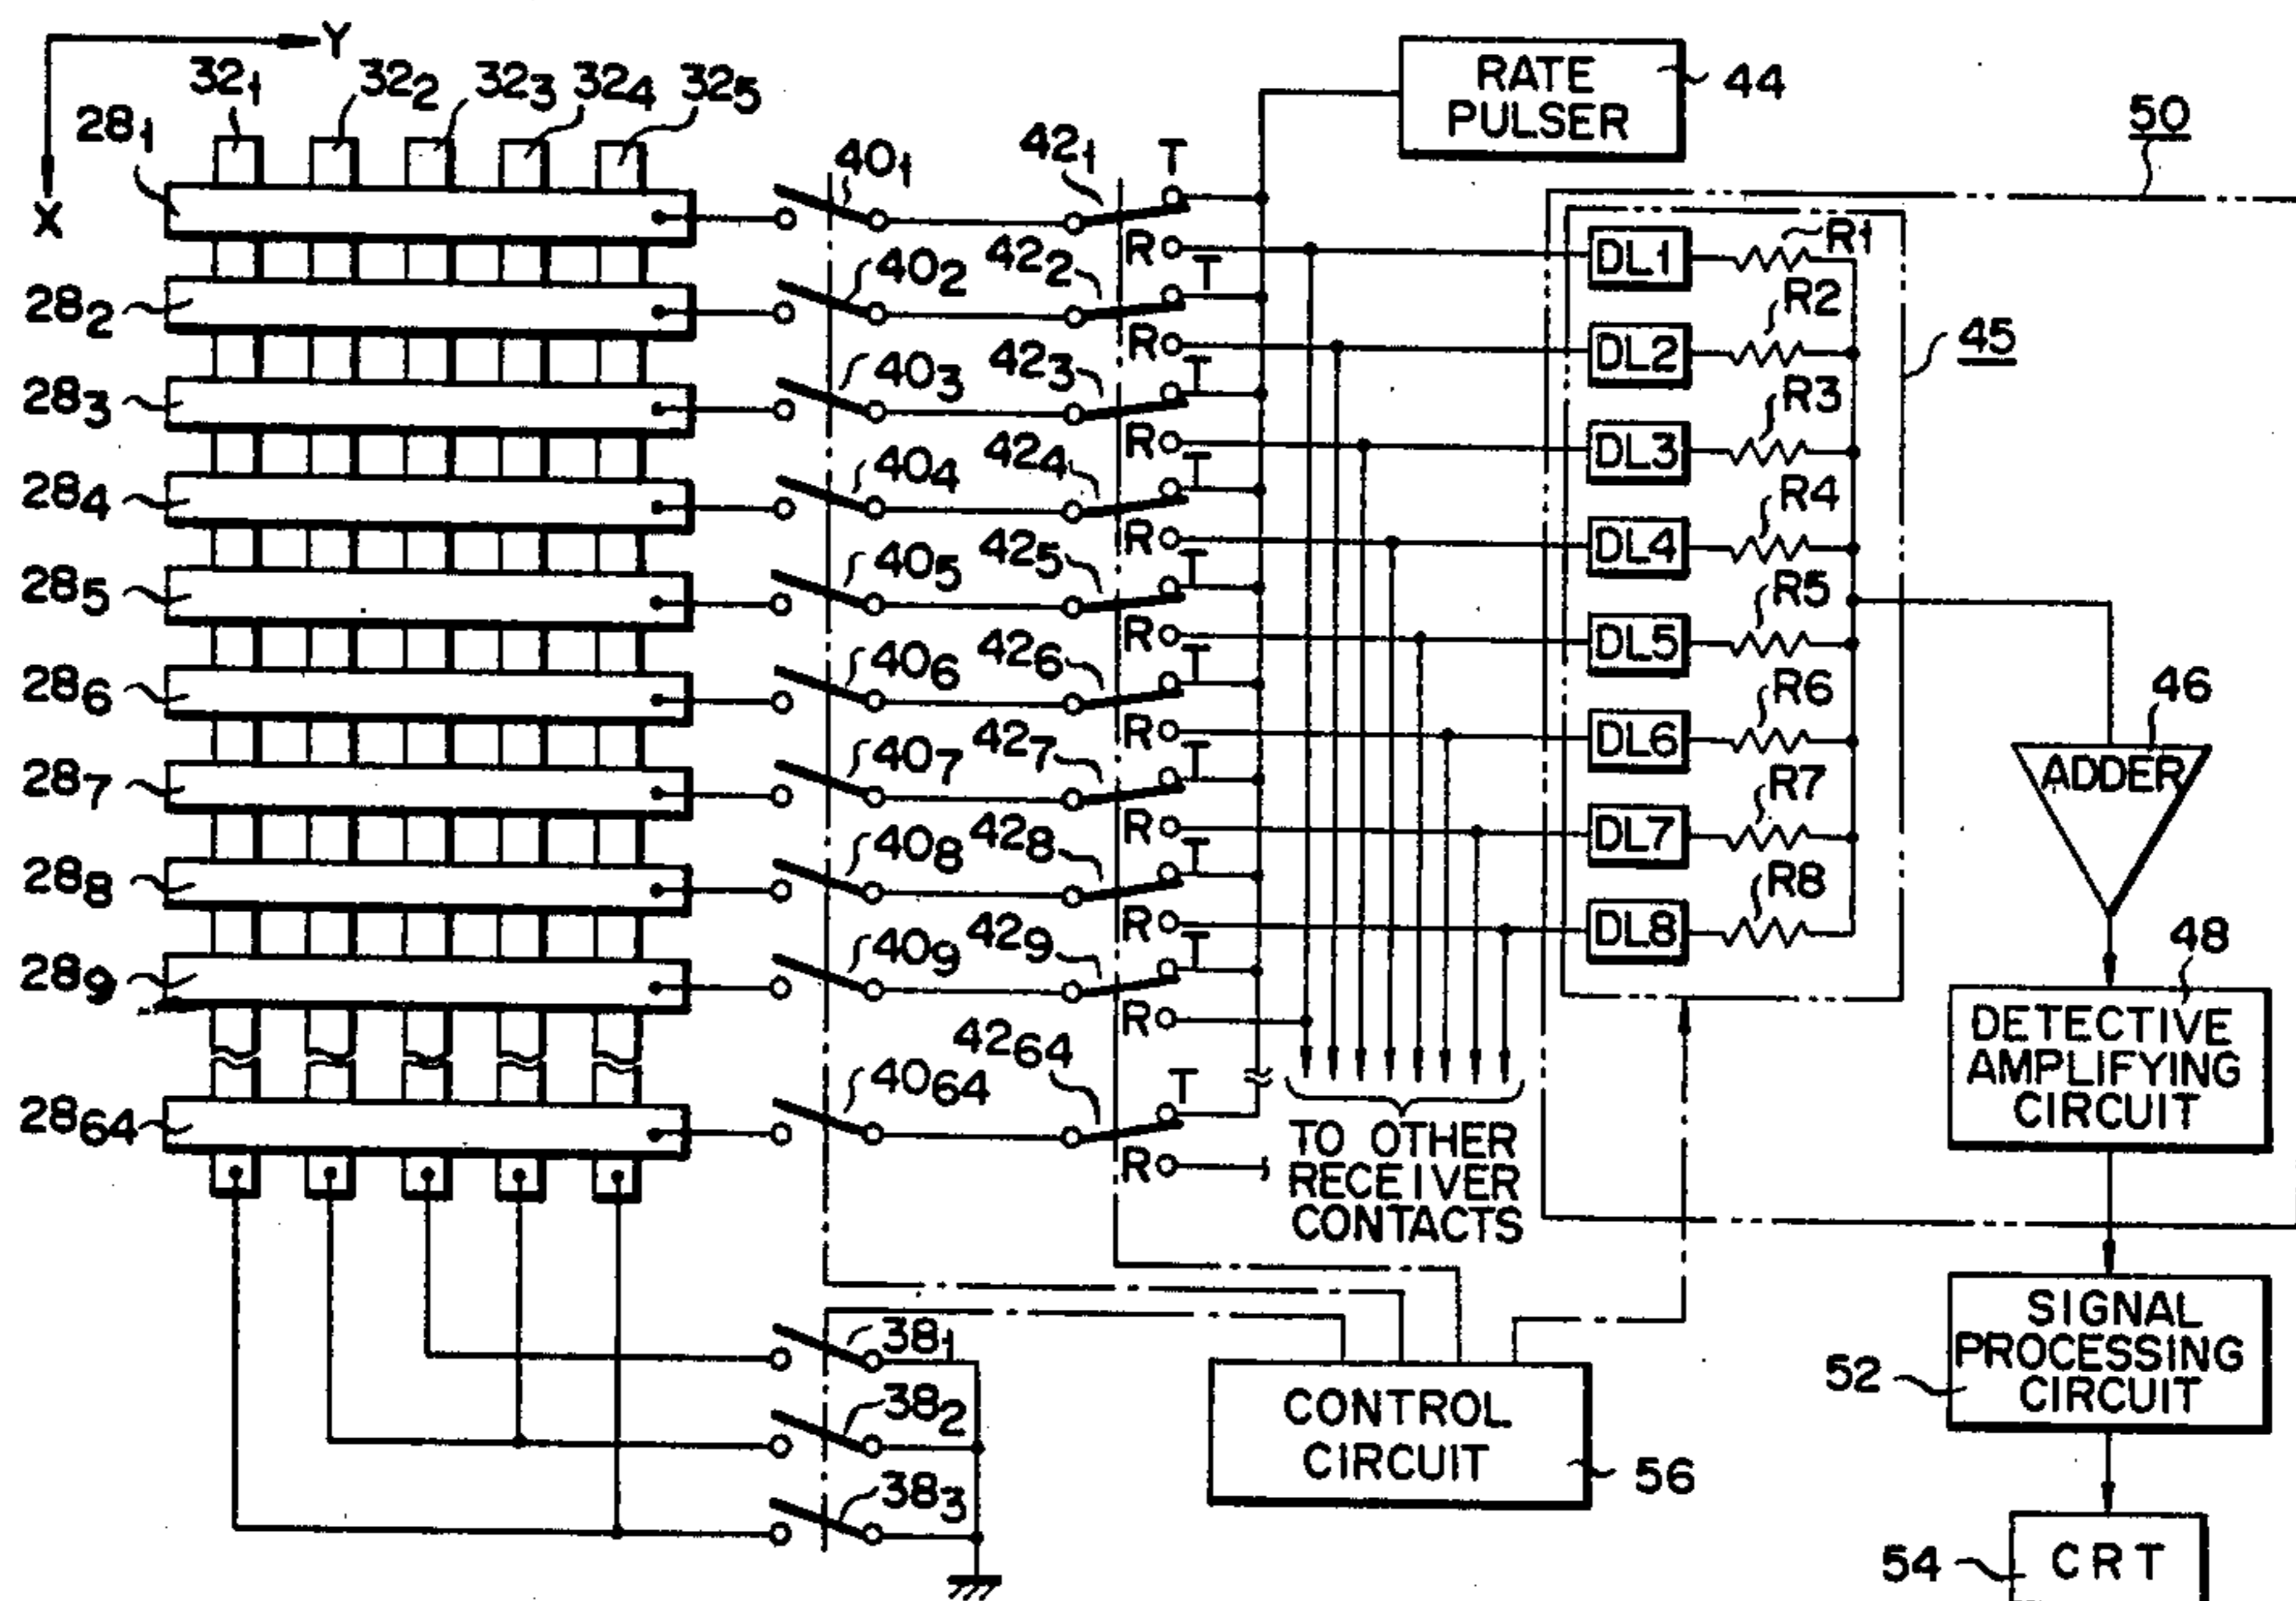 Y
X
32₁
32₂
32₃
32₄
32₅
28₁
28₂
28₃
28₄
28₅
28₆
28₇
28₈
28₉
28₆₄
40₁
40₂
40₃
40₄
40₅
40₆
40₇
40₈
40₉
40₆₄
42₁
42₂
42₃
42₄
42₅
42₆
42₇
42₈
42₉
42₆₄
T
R
T
R
T
R
T
R
T
R
T
R
T
R
T
R
T
R
T
R
RATE
PULSER
44
50
45
DL1
R1
DL2
R2
DL3
R3
DL4
R4
DL5
R5
DL6
R6
DL7
R7
DL8
R8
TO OTHER
RECEIVER
CONTACTS
46
ADDER
48
DETECTIVE
AMPLIFYING
CIRCUIT
52
SIGNAL
PROCESSING
CIRCUIT
54
CRT
38₁
38₂
38₃
CONTROL
CIRCUIT
56